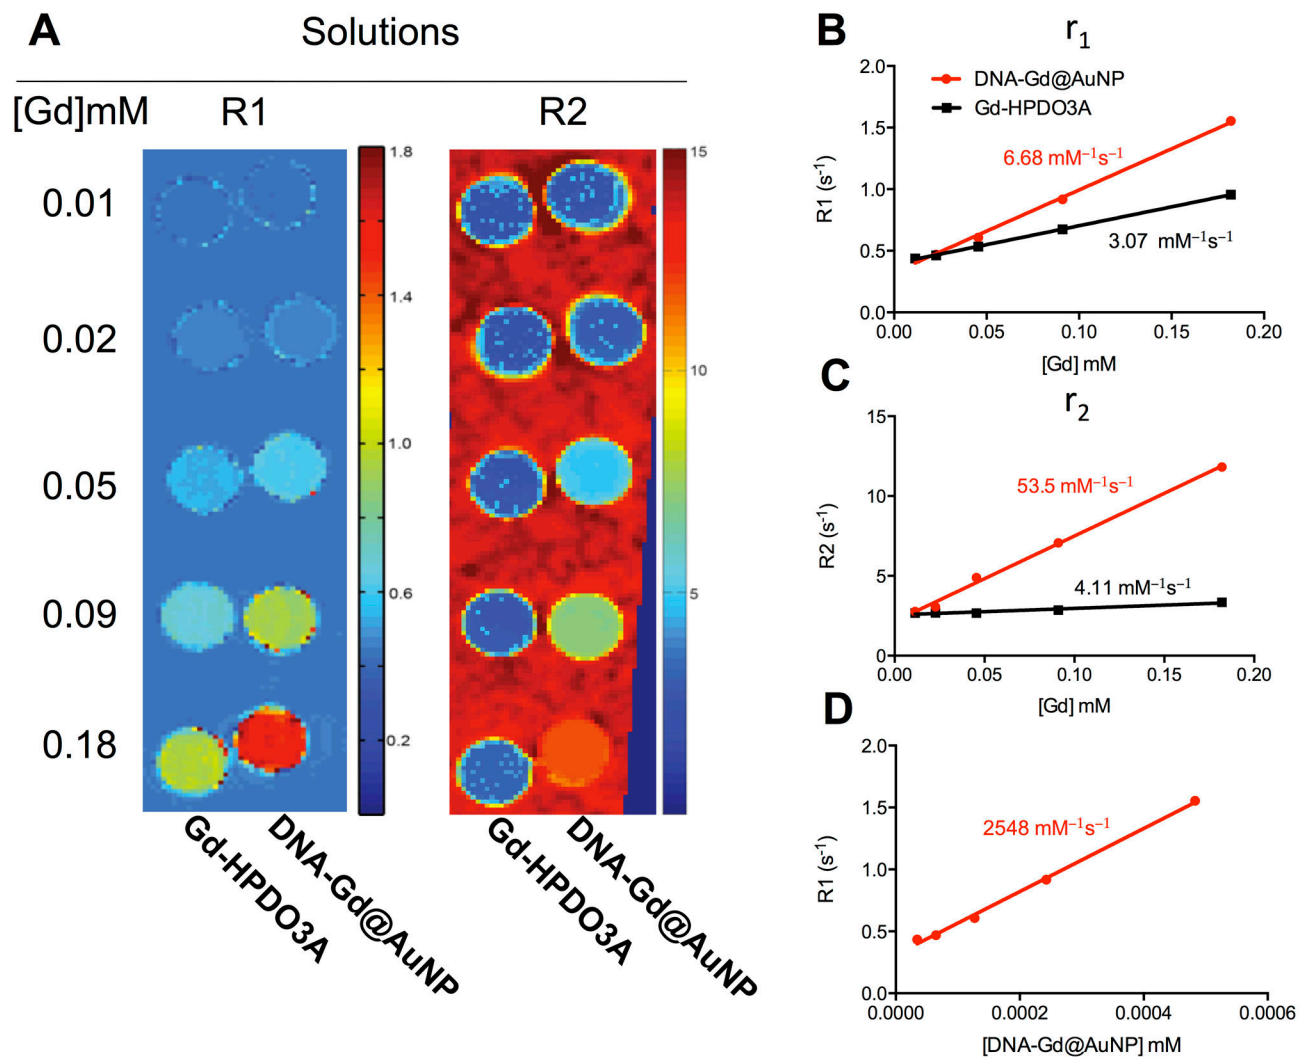 A
Solutions
[Gd]mM
R1
R2
0.01
0.02
0.05
0.09
0.18
1.8
1.4
1.0
0.6
0.2
15
10
5
Gd-HPDO3A
DNA-Gd@AuNP
Gd-HPDO3A
DNA-Gd@AuNP
B
r₁
DNA-Gd@AuNP
Gd-HPDO3A
6.68 mM⁻¹s⁻¹
3.07 mM⁻¹s⁻¹
R1 (s⁻¹)
2.0
1.5
1.0
0.5
0.0
0.00 0.05 0.10 0.15 0.20
[Gd] mM
C
r₂
53.5 mM⁻¹s⁻¹
4.11 mM⁻¹s⁻¹
R2 (s⁻¹)
15
10
5
0
0.00 0.05 0.10 0.15 0.20
[Gd] mM
D
2548 mM⁻¹s⁻¹
R1 (s⁻¹)
2.0
1.5
1.0
0.5
0.0
0.0000 0.0002 0.0004 0.0006
[DNA-Gd@AuNP] mM